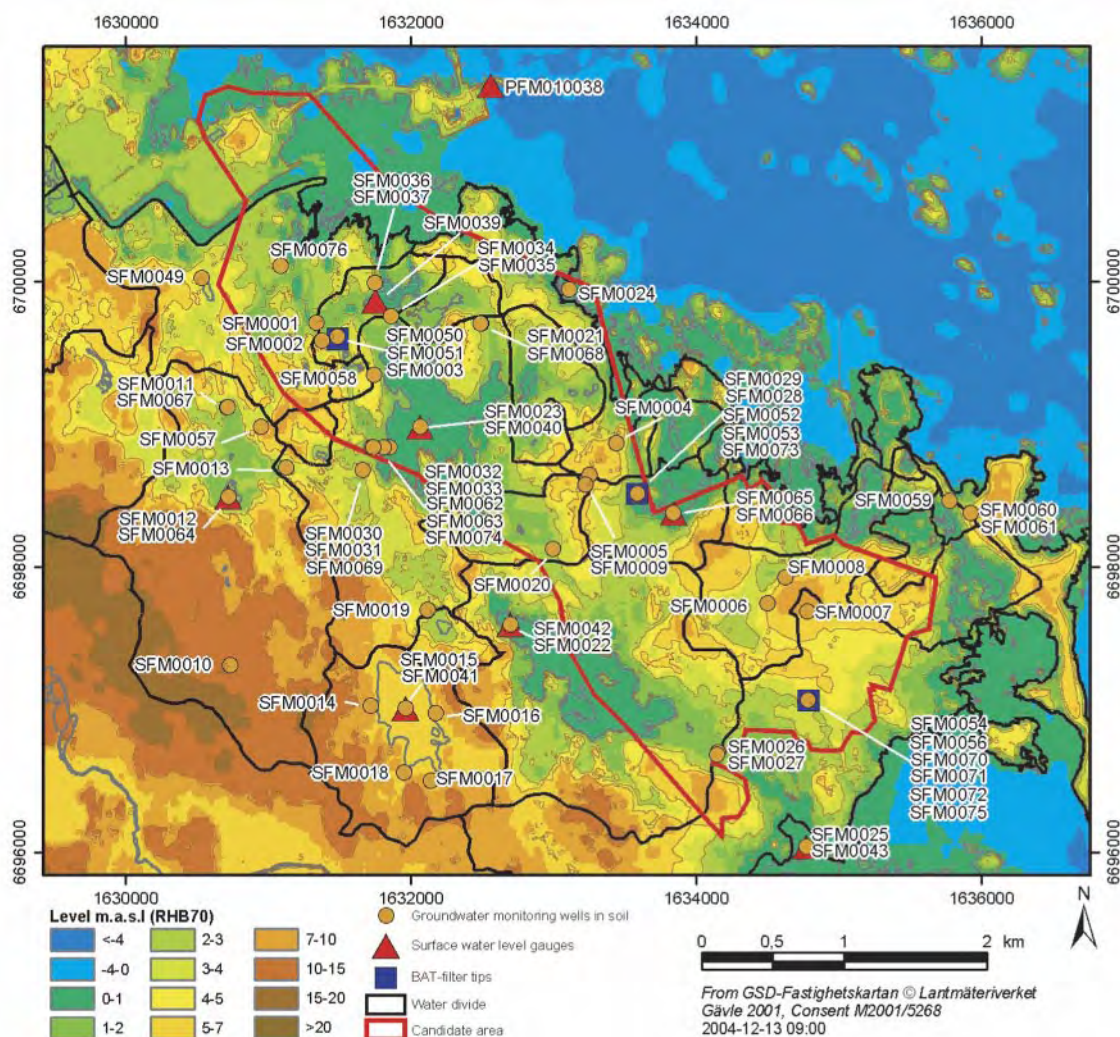 1630000
1632000
1634000
1636000
PFM010038
SFM0036
SFM0037
SFM0039
SFM0034
SFM0035
SFM0076
SFM0049
6700000
6700000
SFM0024
SFM0001
SFM0002
SFM0050
SFM0051
SFM0003
SFM0021
SFM0068
SFM0058
SFM0011
SFM0067
SFM0004
SFM0029
SFM0028
SFM0052
SFM0053
SFM0073
SFM0023
SFM0040
SFM0057
SFM0013
SFM0032
SFM0033
SFM0062
SFM0063
SFM0074
SFM0065
SFM0066
SFM0059
SFM0060
SFM0061
SFM0012
SFM0064
SFM0030
SFM0031
SFM0069
SFM0005
SFM0009
6698000
6698000
SFM0020
SFM0008
SFM0019
SFM0006
SFM0007
SFM0042
SFM0022
SFM0010
SFM0015
SFM0041
SFM0014
SFM0016
SFM0054
SFM0056
SFM0070
SFM0071
SFM0072
SFM0075
SFM0026
SFM0027
SFM0018
SFM0017
SFM0025
SFM0043
6696000
6696000
1630000
1632000
1634000
1636000
N
Level m.a.s.l (RHB70)
<-4
-4-0
0-1
1-2
2-3
3-4
4-5
5-7
7-10
10-15
15-20
>20
Groundwater monitoring wells in soil
Surface water level gauges
BAT-filter tips
Water divide
Candidate area
0 0,5 1 2 km
From GSD-Fastighetskartan © Lantmäteriverket
Gävle 2001, Consent M2001/5268
2004-12-13 09:00